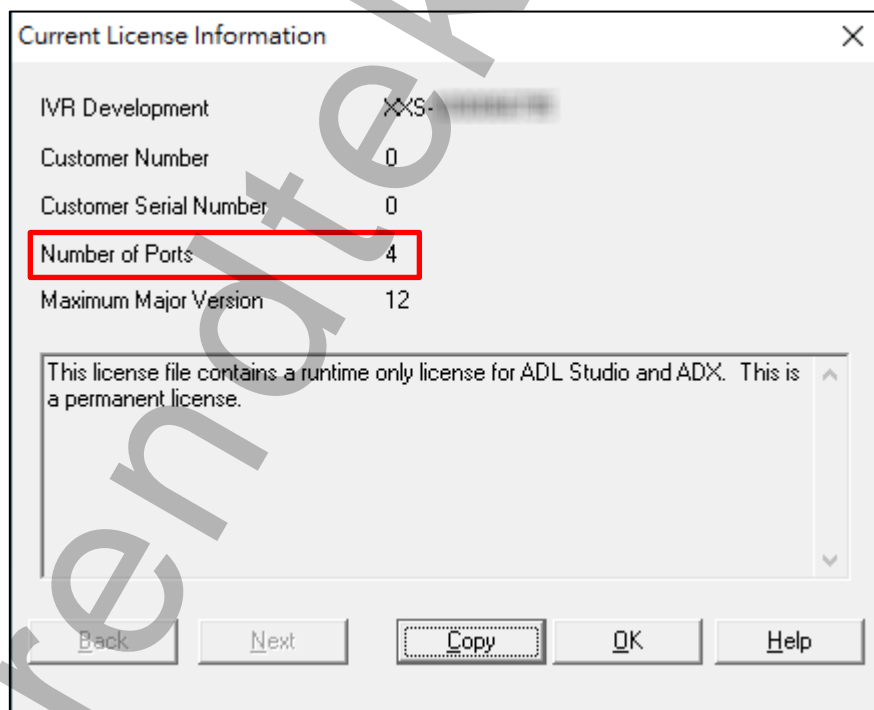 Current License Information
IVR Development XXS-
Customer Number 0
Customer Serial Number 0
Number of Ports 4
Maximum Major Version 12
This license file contains a runtime only license for ADL Studio and ADX. This is
a permanent license.
Back Next Copy OK Help
rendtek